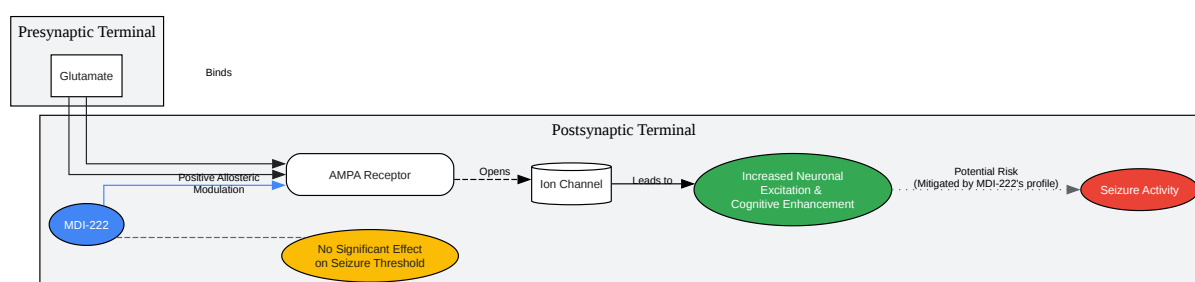 Presynaptic Terminal
Glutamate
Binds
Postsynaptic Terminal
Positive Allosteric
Modulation
AMPA Receptor
Opens
Ion Channel
Leads to
Increased Neuronal
Excitation &
Cognitive Enhancement
Potential Risk
(Mitigated by MDI-222's profile)
Seizure Activity
MDI-222
No Significant Effect
on Seizure Threshold